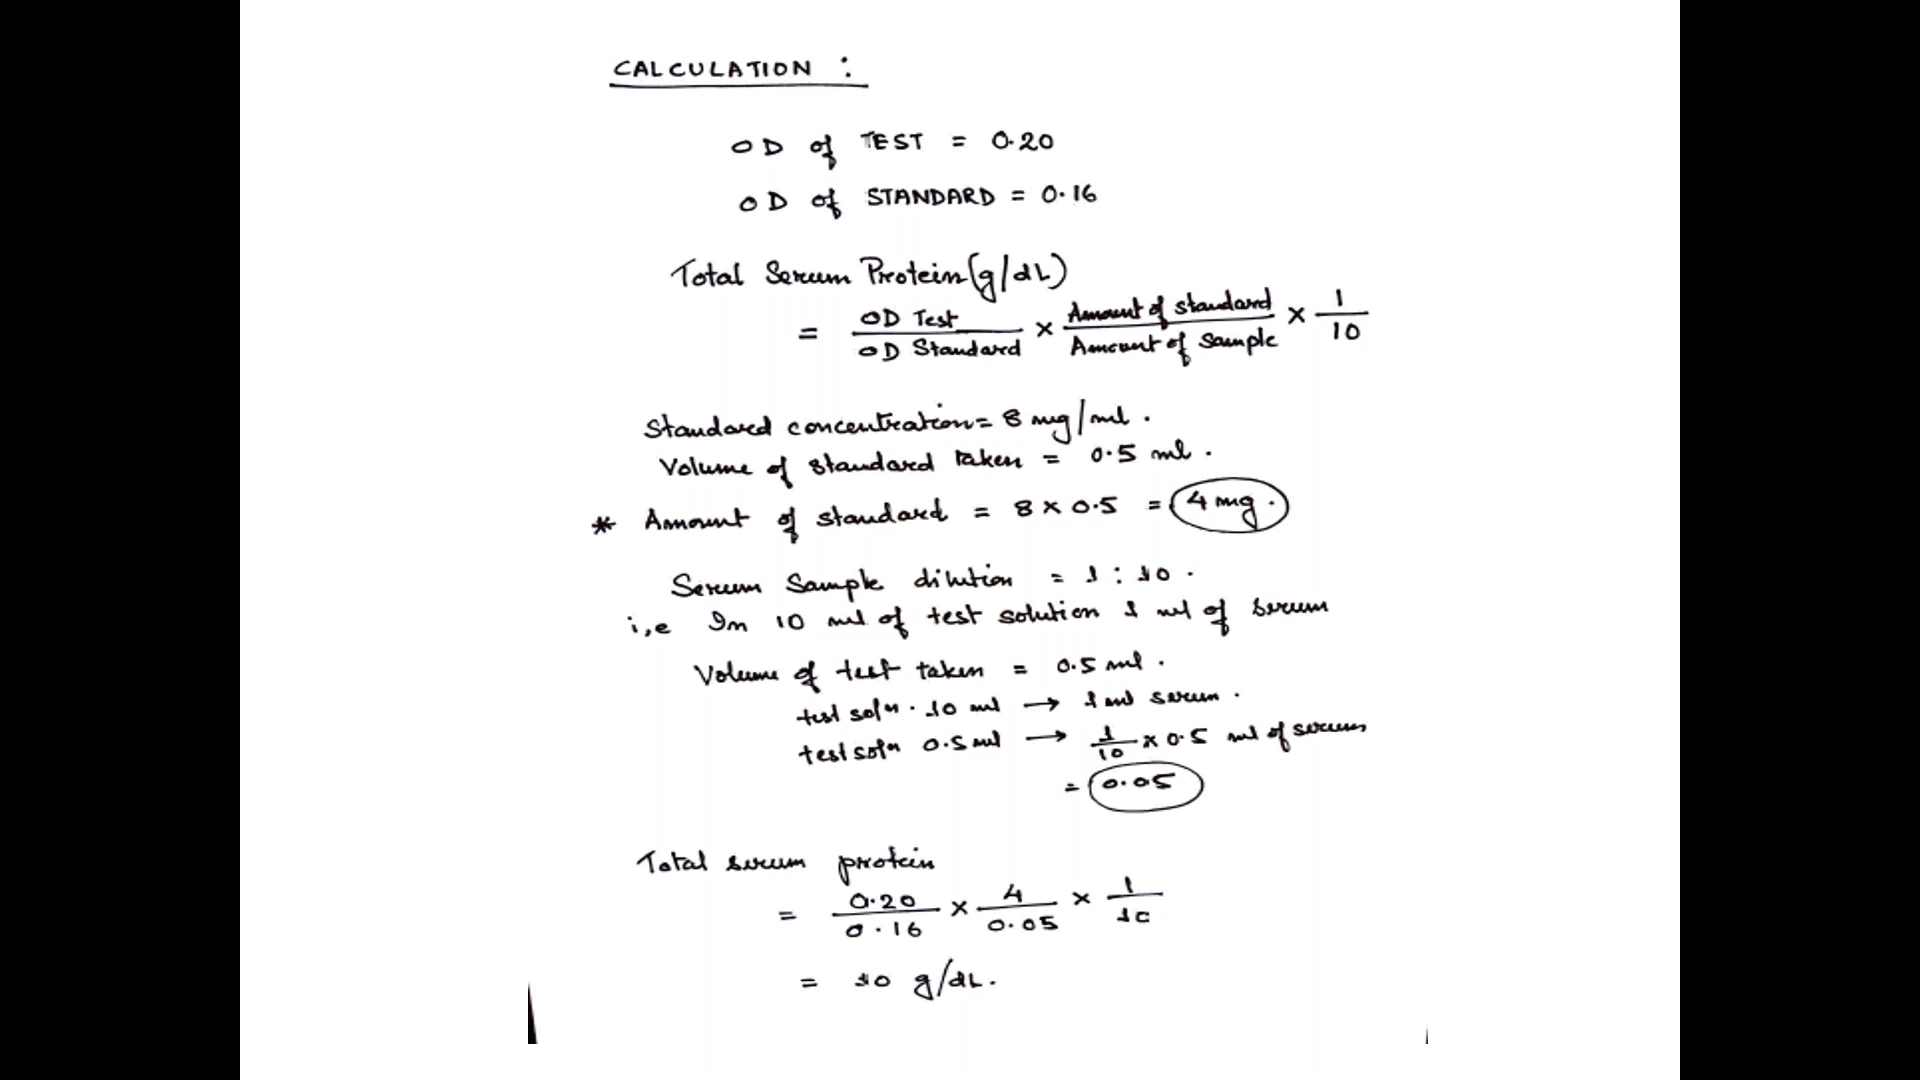 CALCULATION :
OD of TEST = 0.20
OD of STANDARD = 0.16
Total Serum Protein (g/dL)
= OD Test / OD Standard × Amount of standard / Amount of Sample × 1/10
Standard concentration = 8 mg/ml .
Volume of standard taken = 0.5 ml .
* Amount of standard = 8 × 0.5 = 4 mg .
Serum Sample dilution = 1 : 10 .
i,e In 10 ml of test solution 1 ml of serum
Volume of test taken = 0.5 ml .
test solⁿ . 10 ml → 1 ml serum .
test solⁿ 0.5 ml → 1/10 × 0.5 ml of serum
= 0.05
Total serum protein
= 0.20/0.16 × 4/0.05 × 1/10
= 10 g/dL .